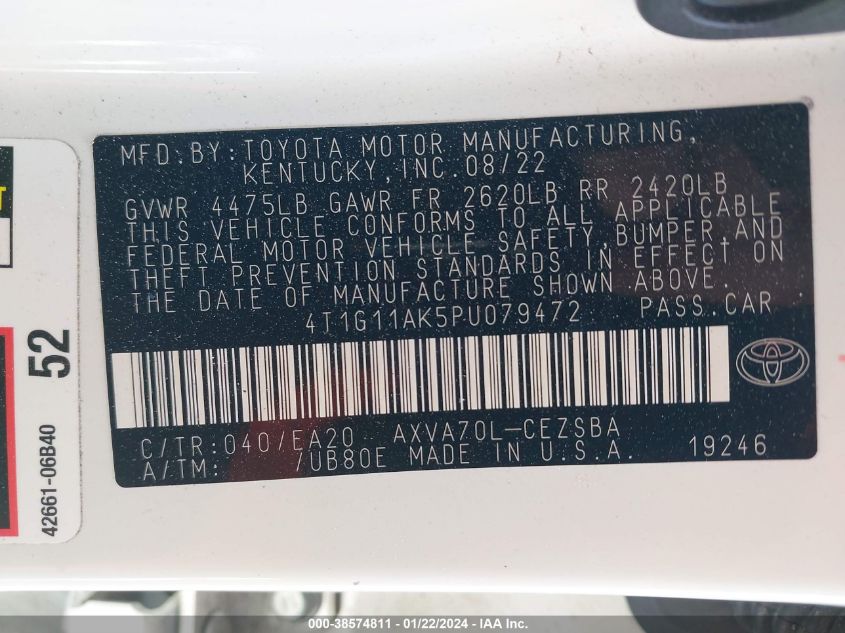 MFD.BY:TOYOTA MOTOR MANUFACTURING,
KENTUCKY,INC.08/22
GVWR 4475LB GAWR FR 2620LB RR 2420LB
THIS VEHICLE CONFORMS TO ALL APPLICABLE
FEDERAL MOTOR VEHICLE SAFETY,BUMPER,AND
THEFT PREVENTION STANDARDS IN EFFECT ON
THE DATE OF MANUFACTURE SHOWN ABOVE.
4T1G11AK5PU079472 PASS.CAR
C/TR:040/EA20 AXVA70L-CEZSBA
A/TM: /UB80E MADE IN U.S.A. 19246
52
42661-06B40
000-38574811 - 01/22/2024 - IAA Inc.